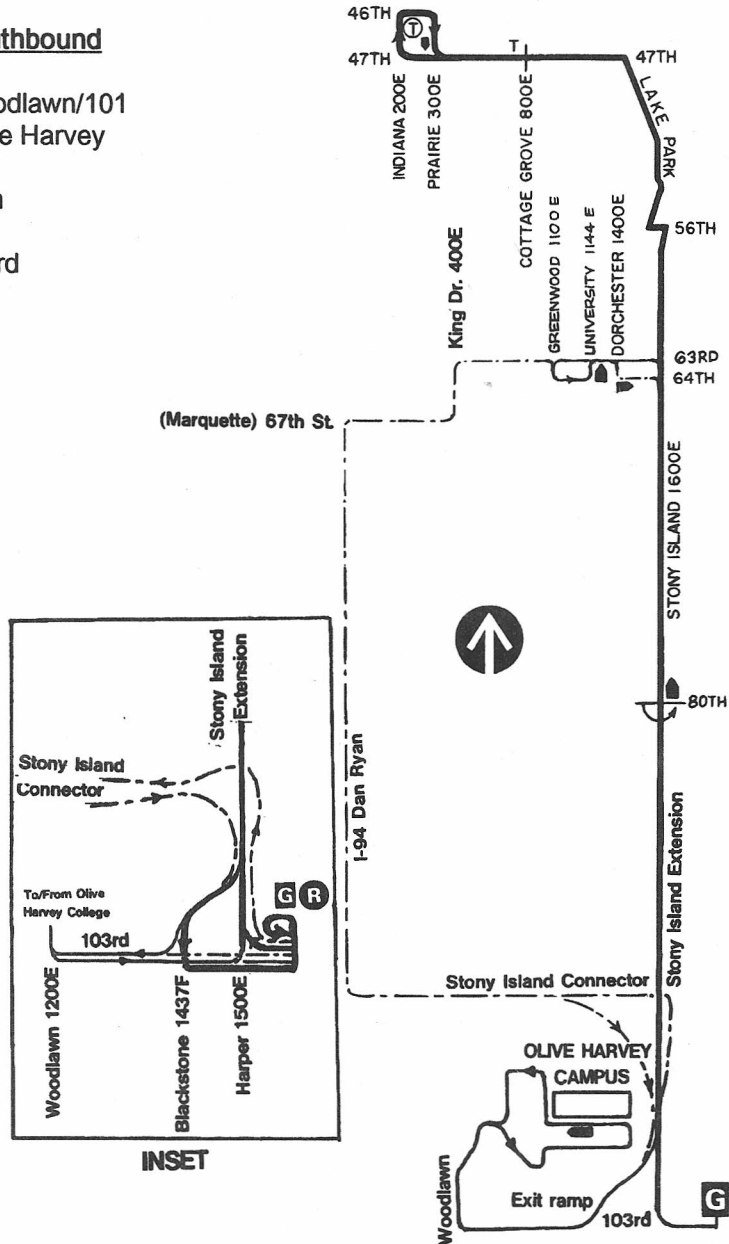 thbound
odlawn/101
e Harvey
n
rd
46TH
T
47TH
T
47TH
LAKE PARK
INDIANA 200E
PRAIRIE 300E
COTTAGE GROVE 800E
56TH
King Dr. 400E
GREENWOOD 1100 E
UNIVERSITY 1144 E
DORCHESTER 1400E
63RD
64TH
(Marquette) 67th St.
STONY ISLAND 1600E
80TH
I-94 Dan Ryan
Stony Island Extension
Stony Island Connector
OLIVE HARVEY
CAMPUS
Woodlawn
Exit ramp
103rd
G
Stony Island
Extension
Stony Island
Connector
G R
To/From Olive
Harvey College
103rd
Woodlawn 1200E
Blackstone 1437F
Harper 1500E
INSET